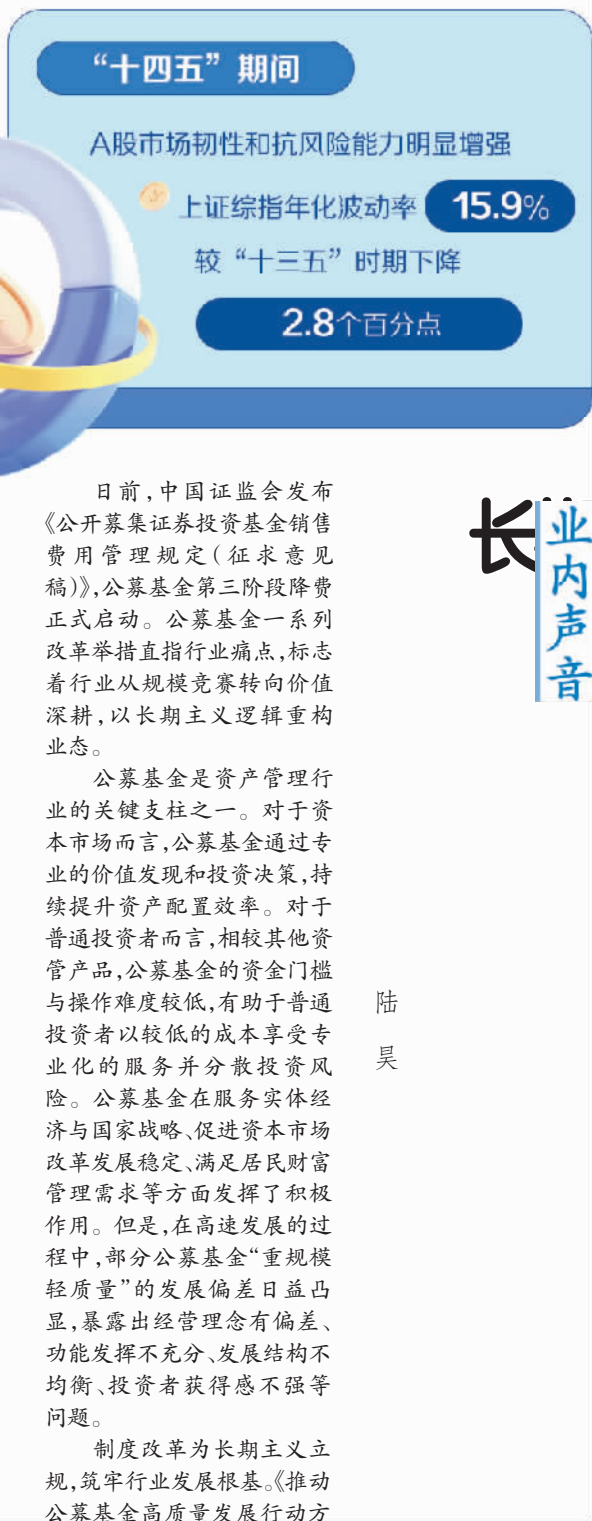 “十四五”期间
A股市场韧性和抗风险能力明显增强
上证综指年化波动率 15.9%
较“十三五”时期下降
2.8个百分点
业内声音
陆昊
日前,中国证监会发布
《公开募集证券投资基金销售
费用管理规定(征求意见
稿)》,公募基金第三阶段降费
正式启动。公募基金一系列
改革举措直指行业痛点,标志
着行业从规模竞赛转向价值
深耕,以长期主义逻辑重构
业态。
公募基金是资产管理行
业的关键支柱之一。对于资
本市场而言,公募基金通过专
业的价值发现和投资决策,持
续提升资产配置效率。对于
普通投资者而言,相较其他资
管产品,公募基金的资金门槛
与操作难度较低,有助于普通
投资者以较低的成本享受专
业化的服务并分散投资风
险。公募基金在服务实体经
济与国家战略、促进资本市场
改革发展稳定、满足居民财富
管理需求等方面发挥了积极
作用。但是,在高速发展的过
程中,部分公募基金“重规模
轻质量”的发展偏差日益凸
显,暴露出经营理念有偏差、
功能发挥不充分、发展结构不
均衡、投资者获得感不强等
问题。
制度改革为长期主义立
规,筑牢行业发展根基。《推动
公募基金高质量发展行动方